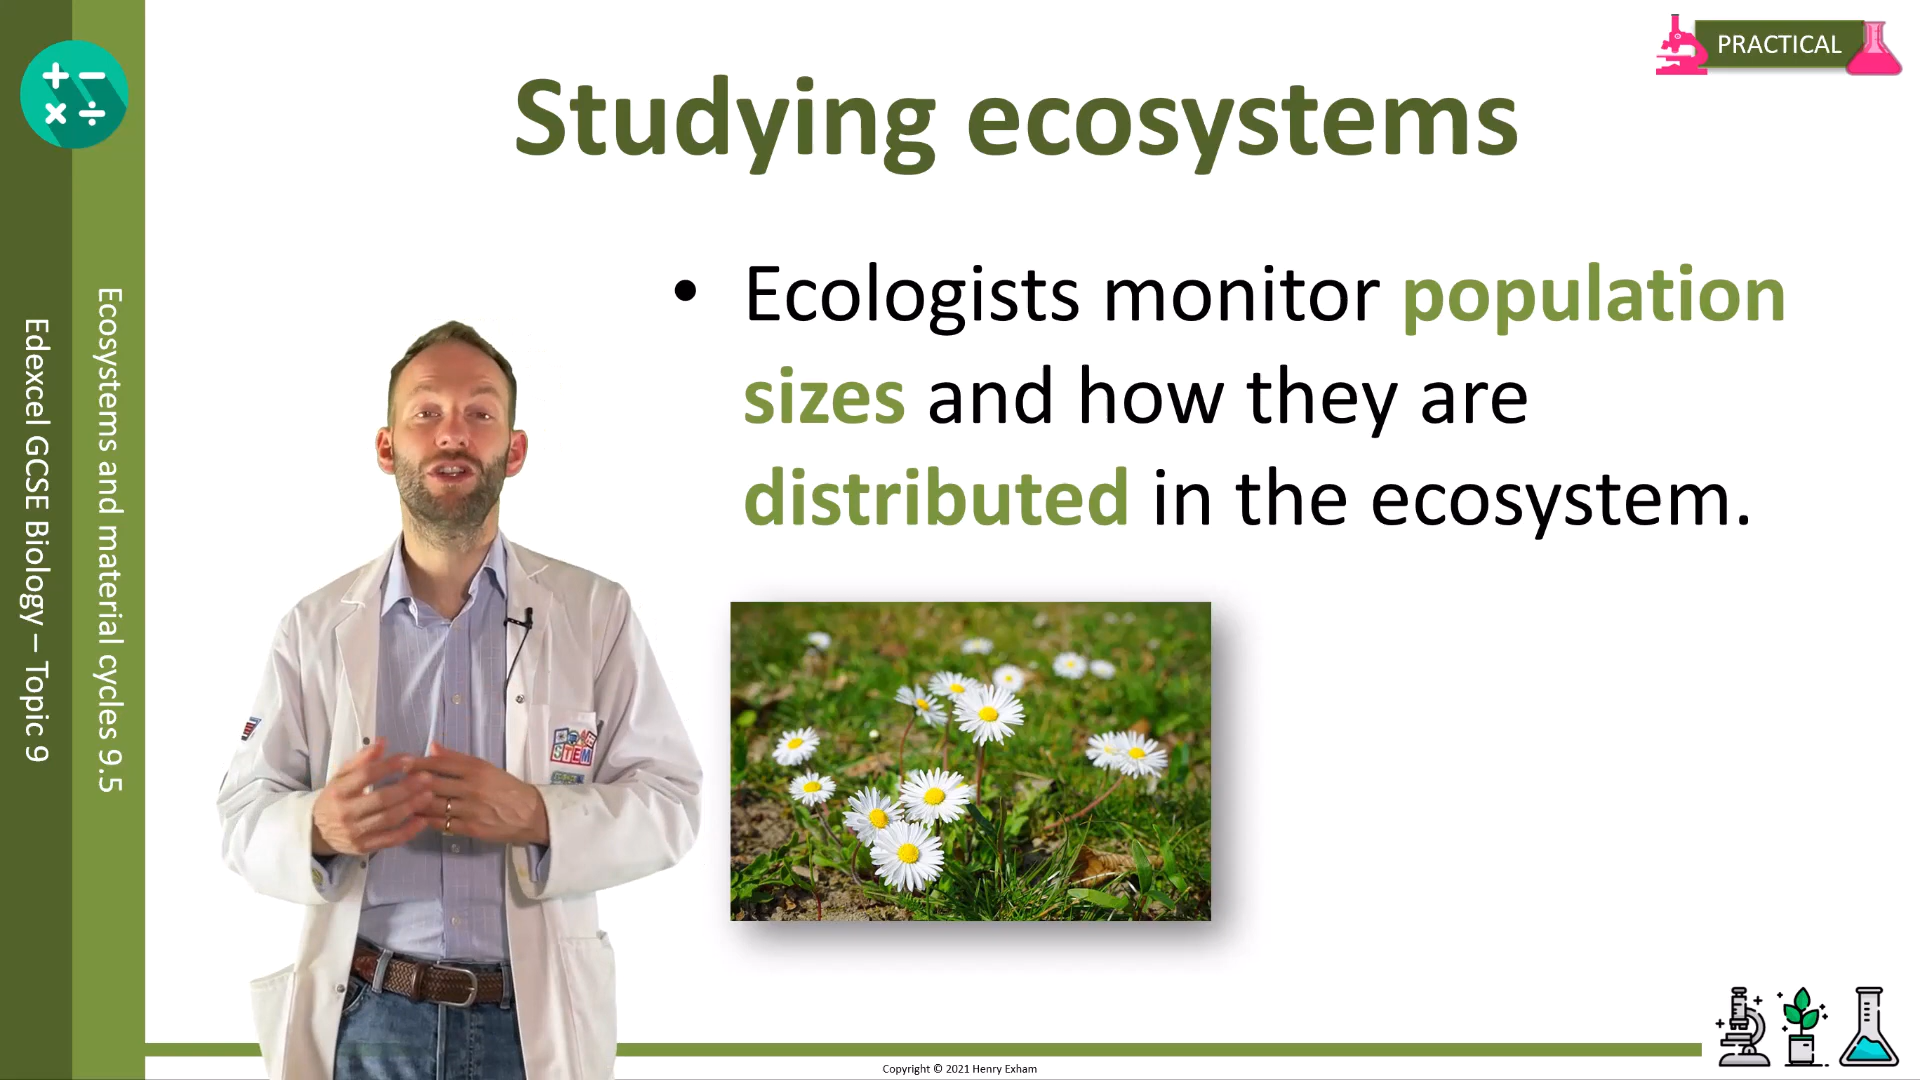 PRACTICAL
Studying ecosystems
• Ecologists monitor population
sizes and how they are
distributed in the ecosystem.
Ecosystems and material cycles 9.5
Edexcel GCSE Biology – Topic 9
STEM
Copyright © 2021 Henry Exham